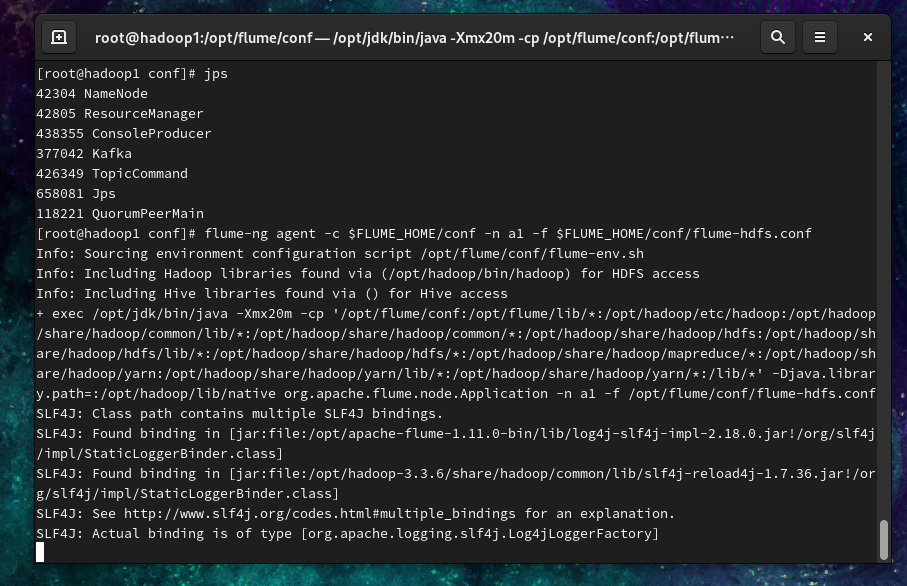 root@hadoop1:/opt/flume/conf — /opt/jdk/bin/java -Xmx20m -cp /opt/flume/conf:/opt/flum···
[root@hadoop1 conf]# jps
42304 NameNode
42805 ResourceManager
438355 ConsoleProducer
377042 Kafka
426349 TopicCommand
658081 Jps
118221 QuorumPeerMain
[root@hadoop1 conf]# flume-ng agent -c $FLUME_HOME/conf -n a1 -f $FLUME_HOME/conf/flume-hdfs.conf
Info: Sourcing environment configuration script /opt/flume/conf/flume-env.sh
Info: Including Hadoop libraries found via (/opt/hadoop/bin/hadoop) for HDFS access
Info: Including Hive libraries found via () for Hive access
+ exec /opt/jdk/bin/java -Xmx20m -cp '/opt/flume/conf:/opt/flume/lib/*:/opt/hadoop/etc/hadoop:/opt/hadoop
/share/hadoop/common/lib/*:/opt/hadoop/share/hadoop/common/*:/opt/hadoop/share/hadoop/hdfs:/opt/hadoop/sh
are/hadoop/hdfs/lib/*:/opt/hadoop/share/hadoop/hdfs/*:/opt/hadoop/share/hadoop/mapreduce/*:/opt/hadoop/sh
are/hadoop/yarn:/opt/hadoop/share/hadoop/yarn/lib/*:/opt/hadoop/share/hadoop/yarn/*:/lib/*' -Djava.librar
y.path=:/opt/hadoop/lib/native org.apache.flume.node.Application -n a1 -f /opt/flume/conf/flume-hdfs.conf
SLF4J: Class path contains multiple SLF4J bindings.
SLF4J: Found binding in [jar:file:/opt/apache-flume-1.11.0-bin/lib/log4j-slf4j-impl-2.18.0.jar!/org/slf4j
/impl/StaticLoggerBinder.class]
SLF4J: Found binding in [jar:file:/opt/hadoop-3.3.6/share/hadoop/common/lib/slf4j-reload4j-1.7.36.jar!/or
g/slf4j/impl/StaticLoggerBinder.class]
SLF4J: See http://www.slf4j.org/codes.html#multiple_bindings for an explanation.
SLF4J: Actual binding is of type [org.apache.logging.slf4j.Log4jLoggerFactory]